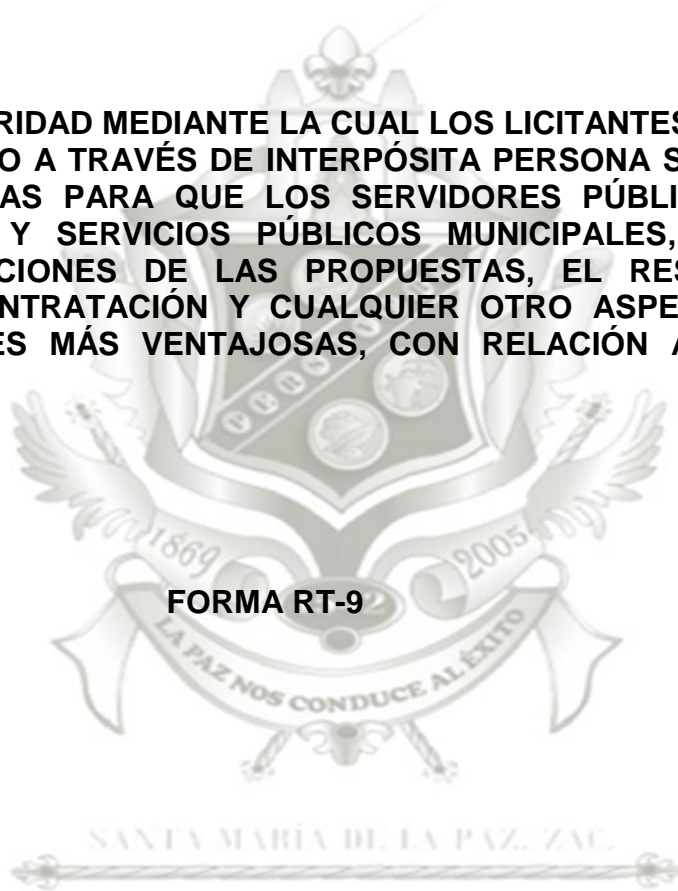 RIDAD MEDIANTE LA CUAL LOS LICITANTES
O A TRAVÉS DE INTERPÓSITA PERSONA S
AS PARA QUE LOS SERVIDORES PÚBLI
Y SERVICIOS PÚBLICOS MUNICIPALES,
CIONES DE LAS PROPUESTAS, EL RES
NTRATACIÓN Y CUALQUIER OTRO ASPE
ES MÁS VENTAJOSAS, CON RELACIÓN A
1869
2005
FORMA RT-9
LA PAZ NOS CONDUCE AL ÉXITO
SANTA MARÍA DE LA PAZ, ZAC.